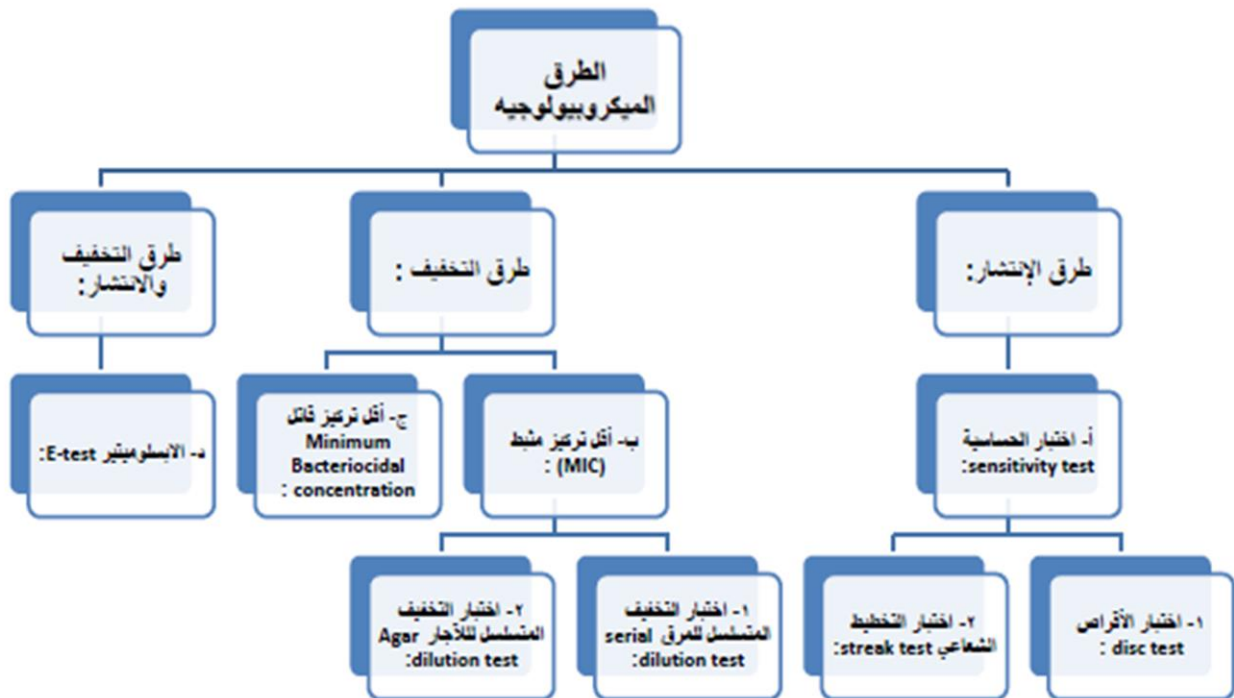 الطرق
الميكروبيولوجيه
طرق الإنتشار:
طرق التخفيف :
طرق التخفيف
والانتشار:
أ- اختبار الحساسية
sensitivity test:
ب- أقل تركيز مثبط
(MIC) :
ج- أقل تركيز قاتل
Minimum
Bacteriocidal
concentration :
د- الابسلوميتير E-test:
١- اختبار الأقراص
disc test :
٢- اختبار التخطيط
الشعاعي streak test:
١- اختبار التخفيف
المتسلسل للمرق serial
dilution test:
٢- اختبار التخفيف
المتسلسل للآجار Agar
dilution test: